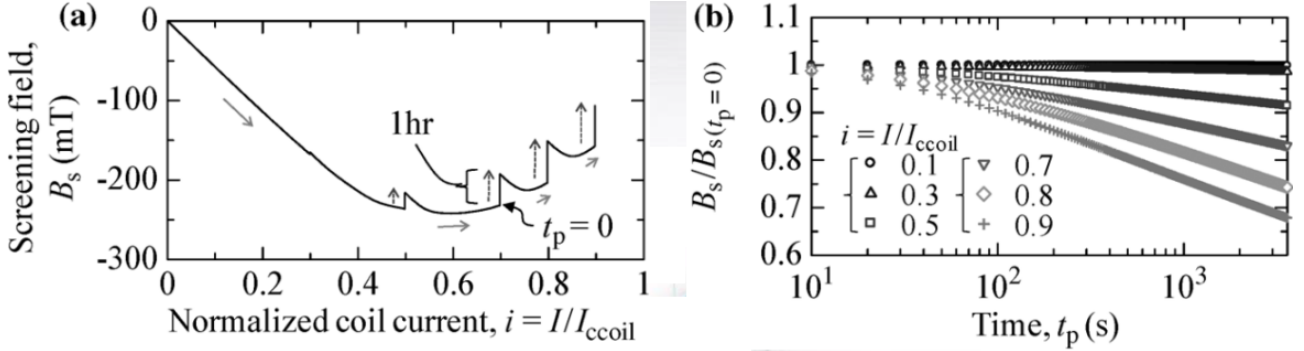 (a)
0
-100
-200
-300
Screening field,
Bs (mT)
1hr
tp = 0
0 0.2 0.4 0.6 0.8 1
Normalized coil current, i = I/Iccoil
(b)
1.1
1
0.9
0.8
0.7
0.6
Bs/Bs(tp = 0)
i = I/Iccoil
0.1 0.7
0.3 0.8
0.5 0.9
10¹ 10² 10³
Time, tp (s)